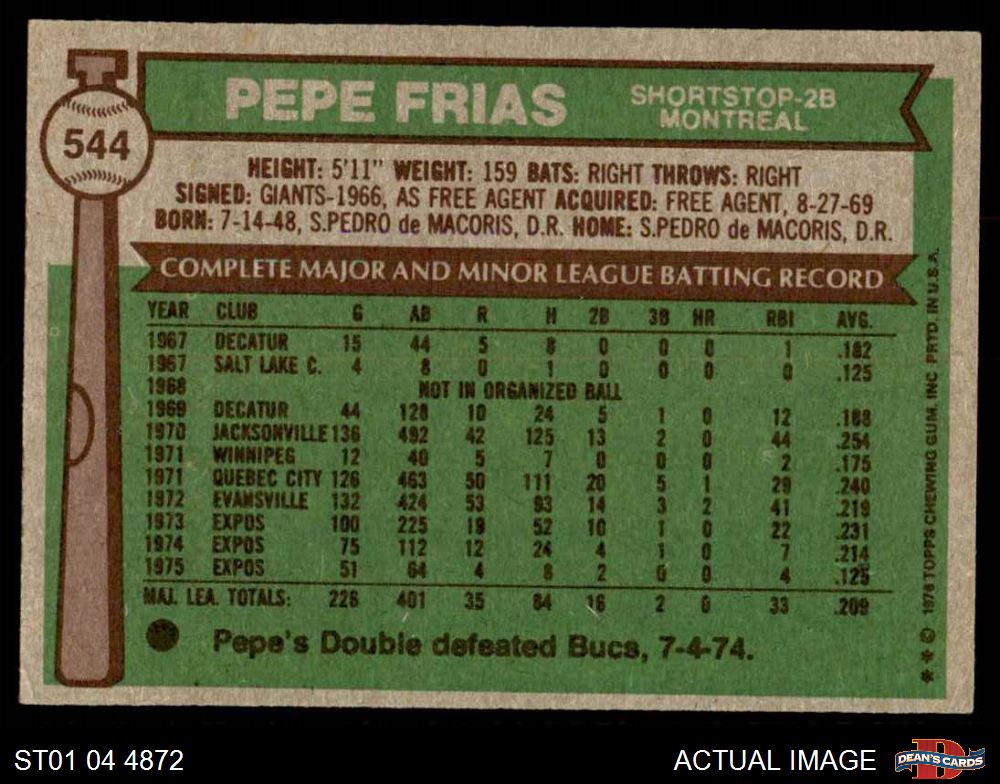 544
PEPE FRIAS
SHORTSTOP-2B
MONTREAL
HEIGHT: 5'11" WEIGHT: 159 BATS: RIGHT THROWS: RIGHT
SIGNED: GIANTS-1966, AS FREE AGENT ACQUIRED: FREE AGENT, 8-27-69
BORN: 7-14-48, S.PEDRO de MACORIS, D.R. HOME: S.PEDRO de MACORIS, D.R.
COMPLETE MAJOR AND MINOR LEAGUE BATTING RECORD
YEAR CLUB G AB R H 2B 3B HR RBI AVG.
1967 DECATUR 15 44 5 8 0 0 0 1 .182
1967 SALT LAKE C. 4 8 0 1 0 0 0 0 .125
1968 NOT IN ORGANIZED BALL
1969 DECATUR 44 128 10 24 5 1 0 12 .188
1970 JACKSONVILLE 136 492 42 125 13 2 0 44 .254
1971 WINNIPEG 12 40 5 7 0 0 0 2 .175
1971 QUEBEC CITY 126 463 50 111 20 5 1 29 .240
1972 EVANSVILLE 132 424 53 93 14 3 2 41 .219
1973 EXPOS 100 225 19 52 10 1 0 22 .231
1974 EXPOS 75 112 12 24 4 1 0 7 .214
1975 EXPOS 51 64 4 8 2 0 0 4 .125
MAJ. LEA. TOTALS: 226 401 35 84 16 2 0 33 .209
Pepe's Double defeated Bucs, 7-4-74.
** © 1976 TOPPS CHEWING GUM, INC PRTD. IN U.S.A.
ST01 04 4872
ACTUAL IMAGE
DEAN'S CARDS